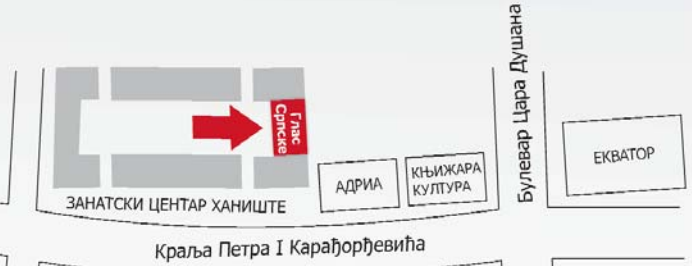 Глас
Српске
ЗАНАТСКИ ЦЕНТАР ХАНИШТЕ
АДРИА
КЊИЖАРА
КУЛТУРА
Булевар Цара Душана
ЕКВАТОР
Краља Петра I Карађорђевића